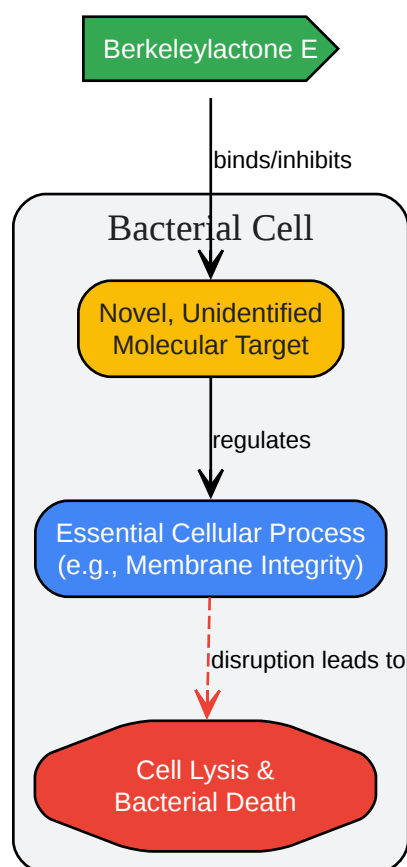 Berkeleylactone E
binds/inhibits
Bacterial Cell
Novel, Unidentified
Molecular Target
regulates
Essential Cellular Process
(e.g., Membrane Integrity)
disruption leads to
Cell Lysis &
Bacterial Death